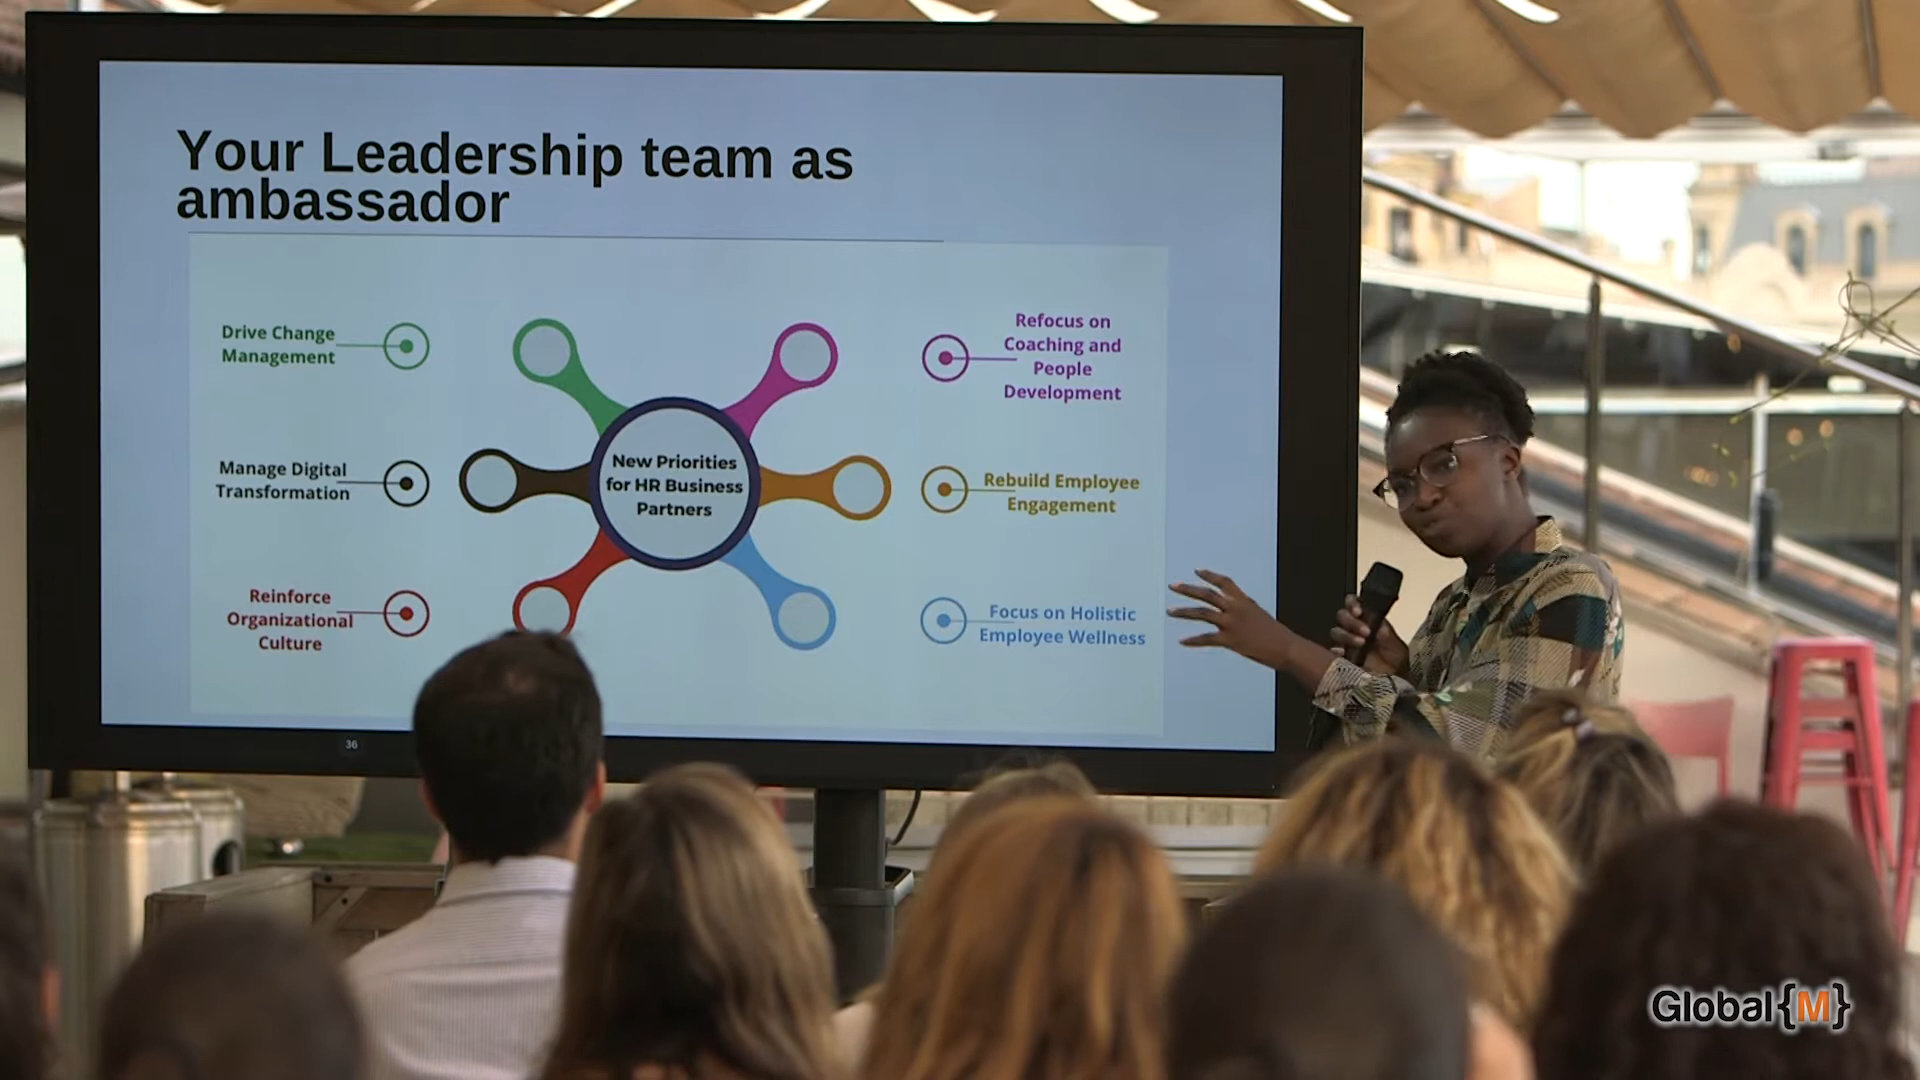 Your Leadership team as
ambassador
Drive Change
Management
Manage Digital
Transformation
Reinforce
Organizational
Culture
New Priorities
for HR Business
Partners
Refocus on
Coaching and
People
Development
Rebuild Employee
Engagement
Focus on Holistic
Employee Wellness
36
Global{M}